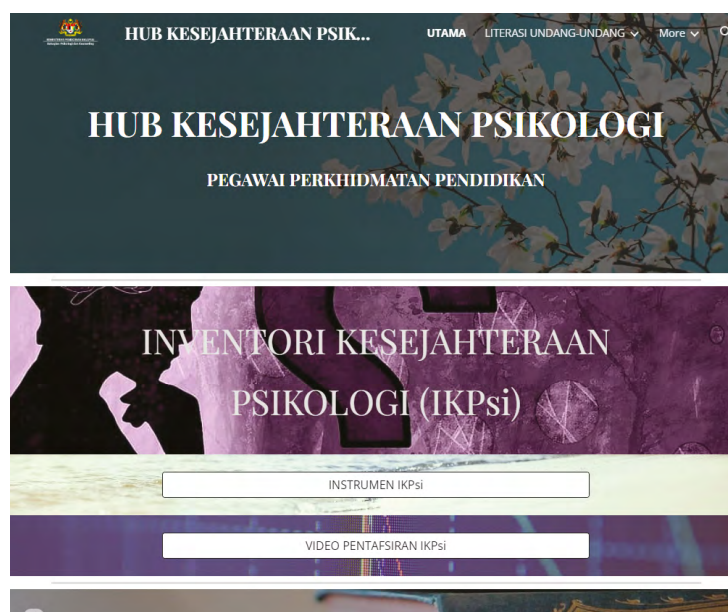 HUB KESEJAHTERAAN PSIK...
UTAMA
LITERASI UNDANG-UNDANG
More
HUB KESEJAHTERAAN PSIKOLOGI
PEGAWAI PERKHIDMATAN PENDIDIKAN
INVENTORI KESEJAHTERAAN
PSIKOLOGI (IKPsi)
INSTRUMEN IKPsi
VIDEO PENTAFSIRAN IKPsi